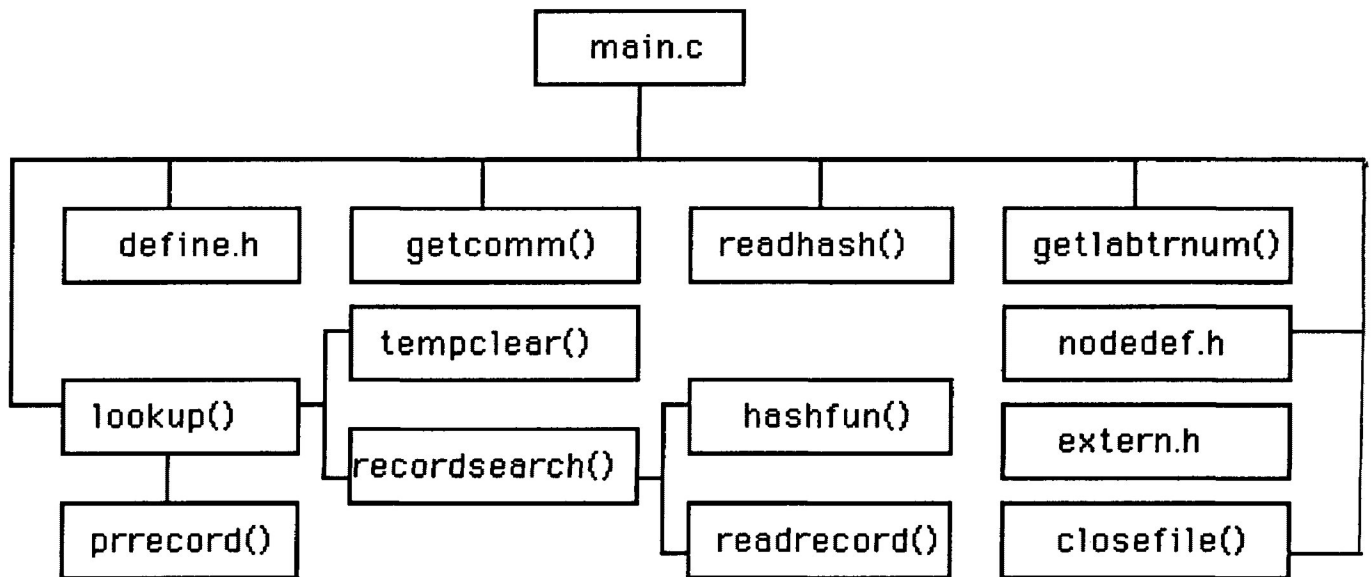 main.c
define.h
getcomm()
readhash()
getlabtrnum()
tempclear()
nodedef.h
lookup()
hashfun()
extern.h
recordsearch()
prrecord()
readrecord()
closefile()